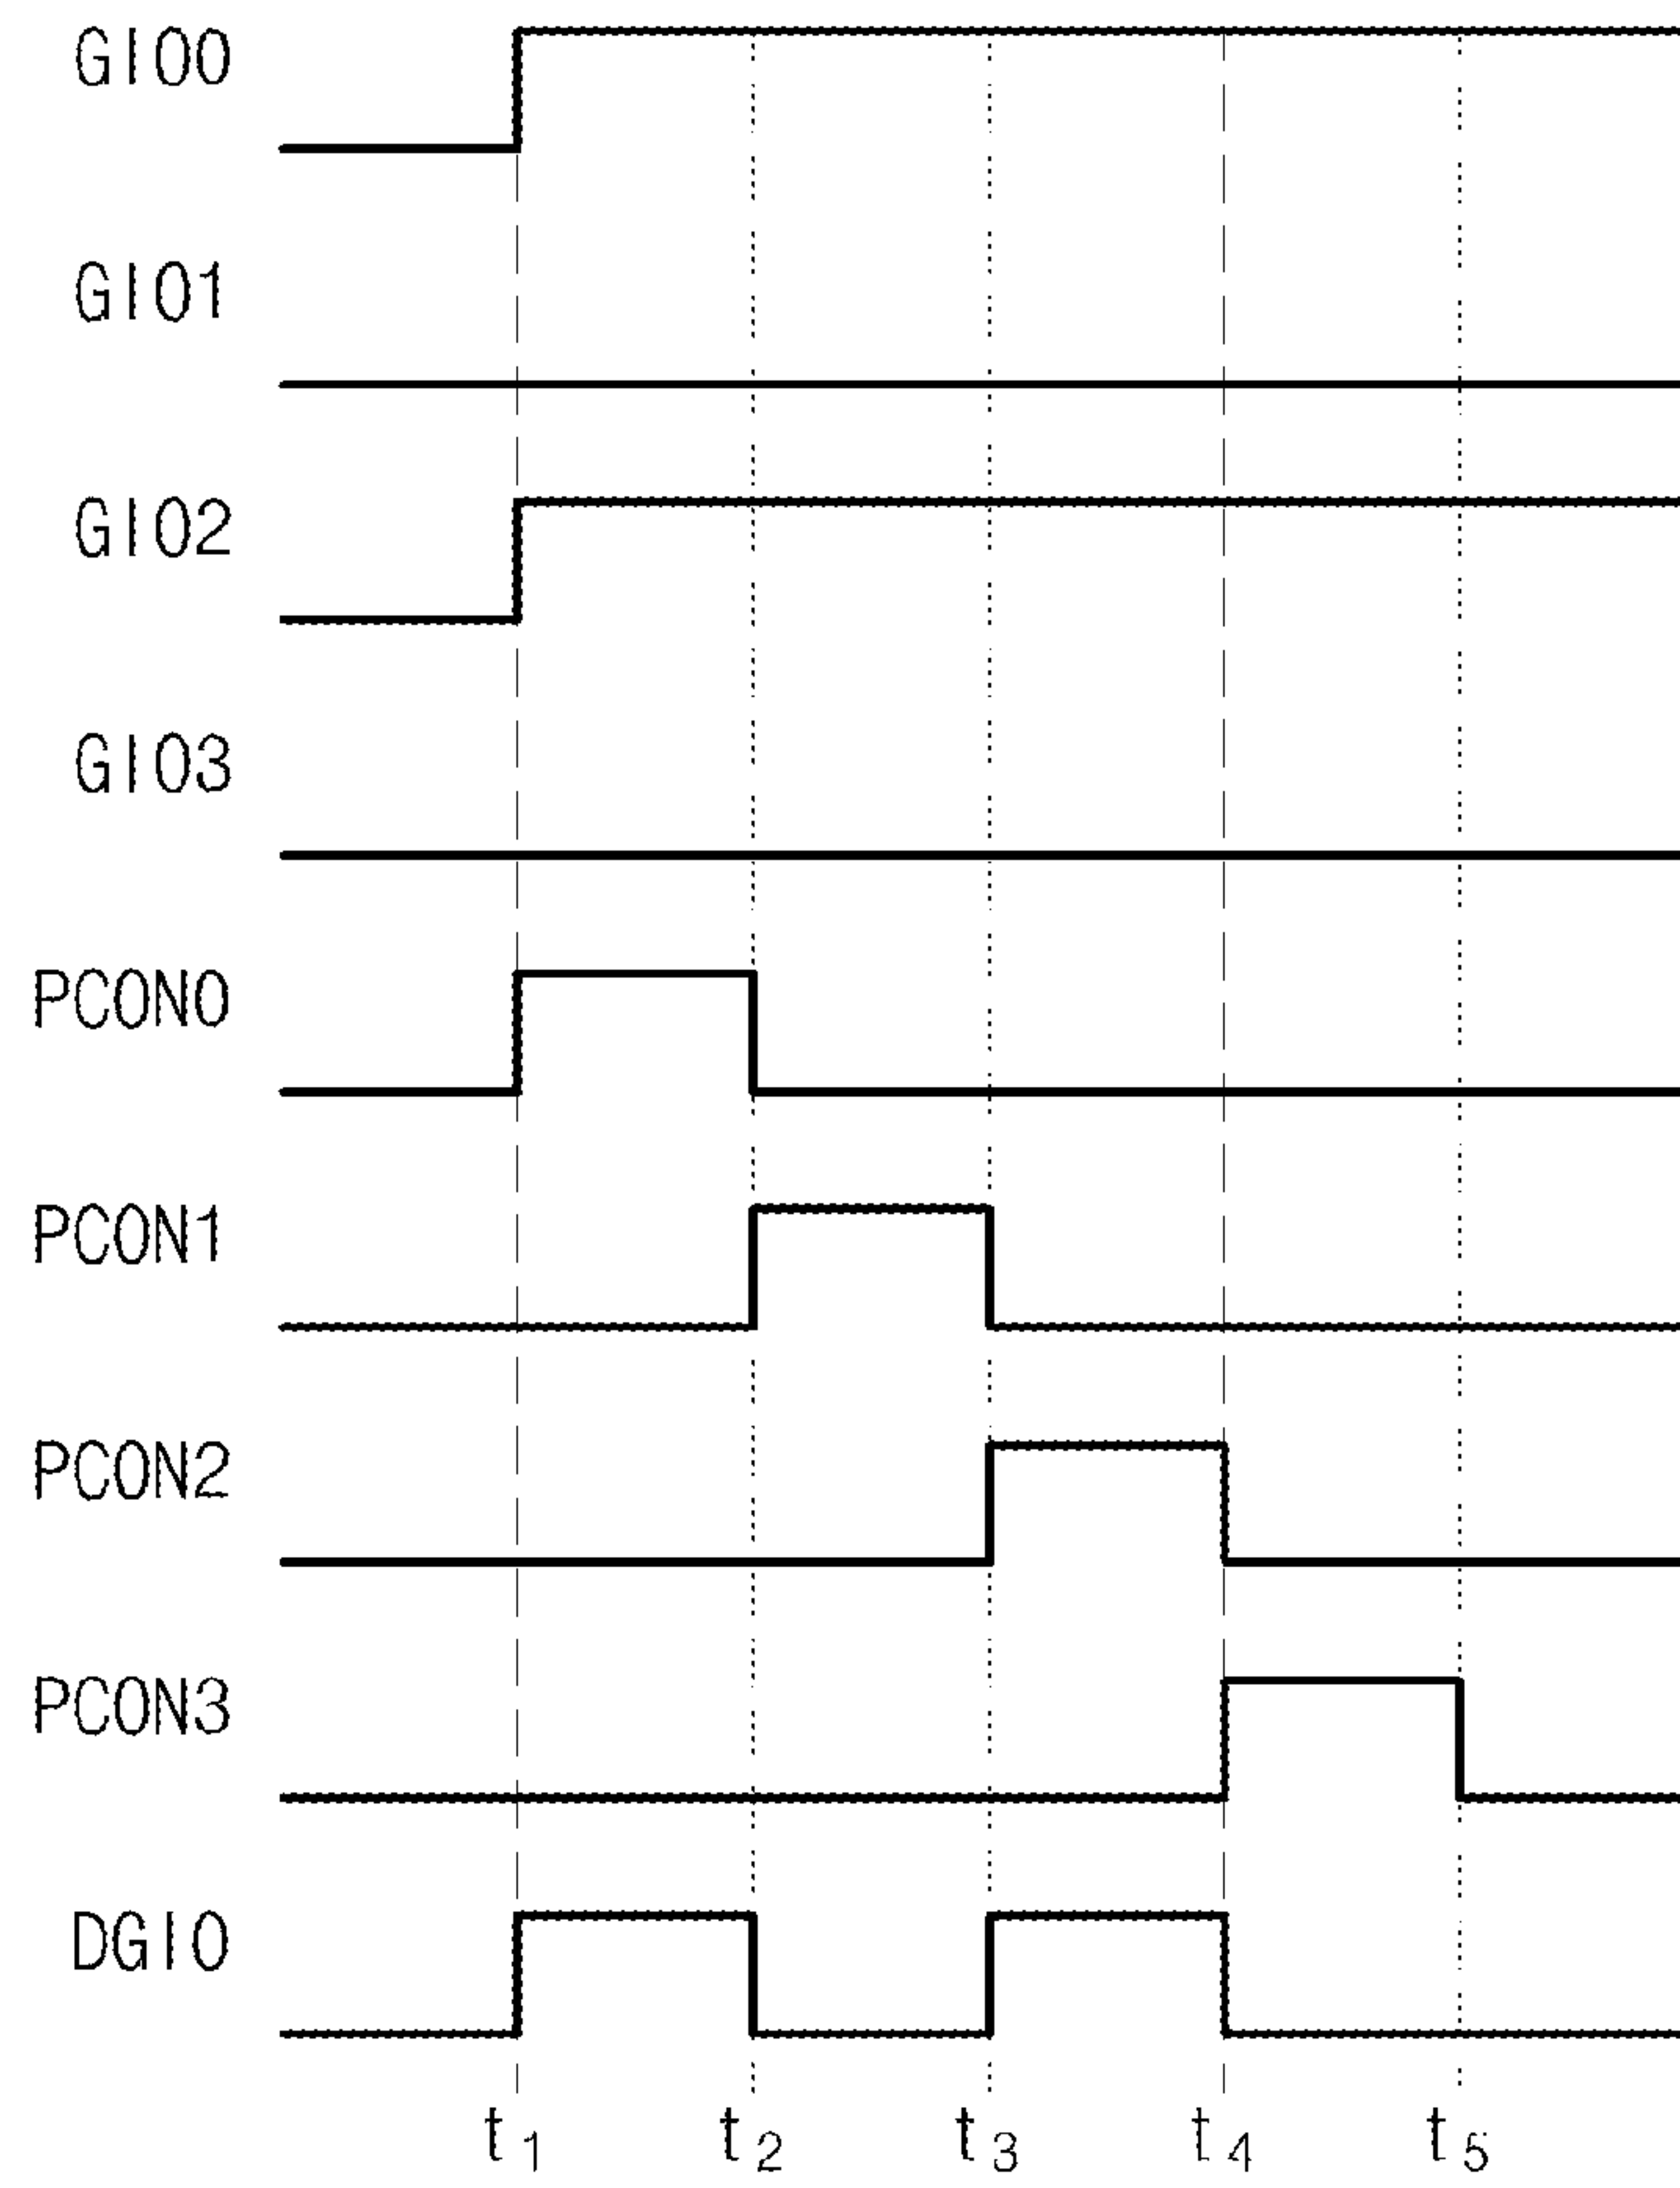 GIO0
GIO1
GIO2
GIO3
PCON0
PCON1
PCON2
PCON3
DGIO
t1 t2 t3 t4 t5